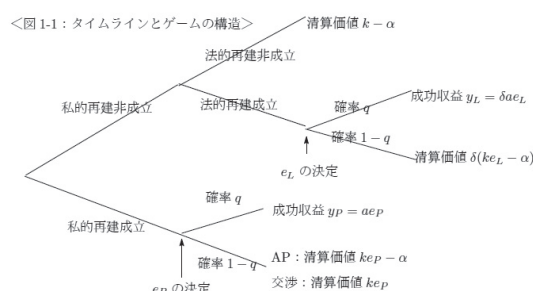 ＜図 1-1：タイムラインとゲームの構造＞
清算価値 k − α
法的再建非成立
私的再建非成立
法的再建成立
確率 q
成功収益 y_L = δae_L
確率 1 − q
清算価値 δ(ke_L − α)
e_L の決定
確率 q
成功収益 y_P = ae_P
私的再建成立
確率 1 − q
AP：清算価値 ke_P − α
交渉：清算価値 ke_P
e_P の決定